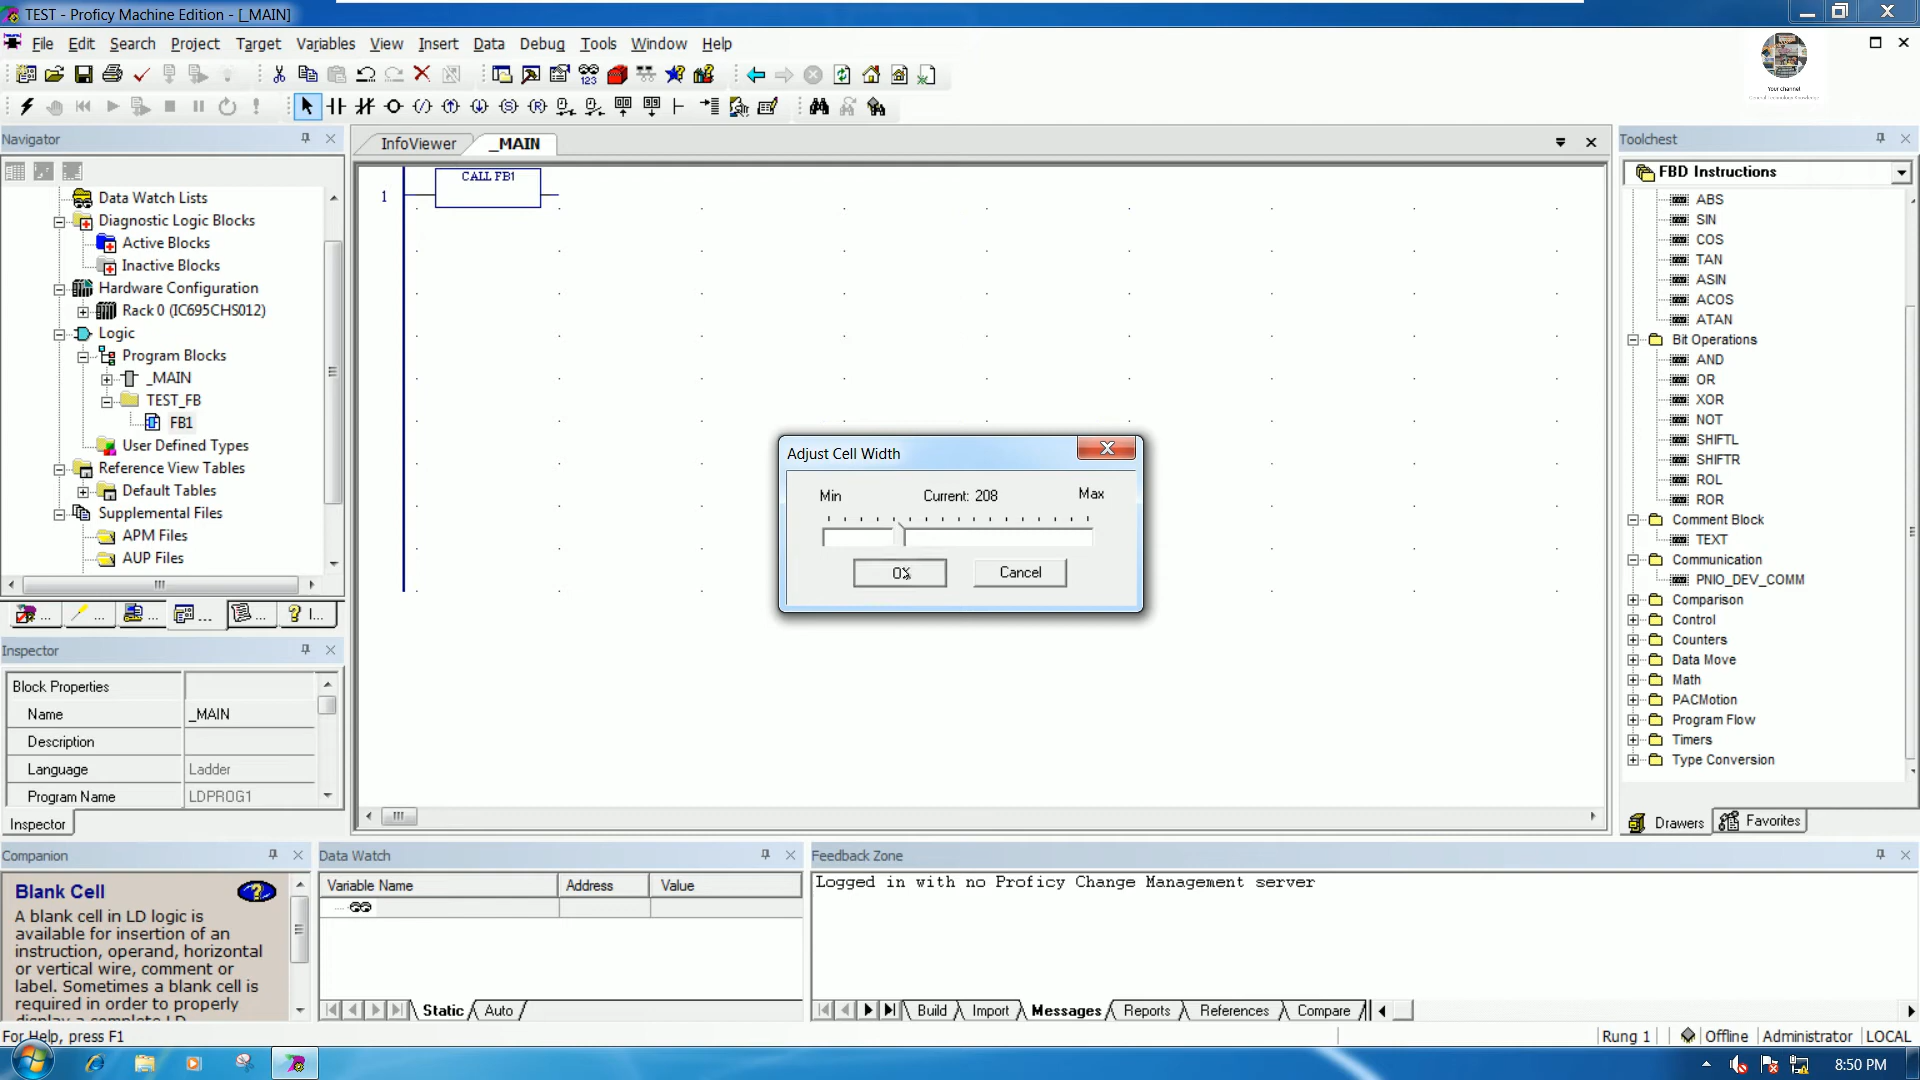 TEST - Proficy Machine Edition - [_MAIN]
File Edit Search Project Target Variables View Insert Data Debug Tools Window Help
Your channel
Navigator
InfoViewer _MAIN
Toolchest
FBD Instructions
CALL FB1
1
Data Watch Lists
Diagnostic Logic Blocks
Active Blocks
Inactive Blocks
Hardware Configuration
Rack 0 (IC695CHS012)
Logic
Program Blocks
_MAIN
TEST_FB
FB1
User Defined Types
Reference View Tables
Default Tables
Supplemental Files
APM Files
AUP Files
Adjust Cell Width
Min Current: 208 Max
Cancel
ABS
SIN
COS
TAN
ASIN
ACOS
ATAN
Bit Operations
AND
OR
XOR
NOT
SHIFTL
SHIFTR
ROL
ROR
Comment Block
TEXT
Communication
PNIO_DEV_COMM
Comparison
Control
Counters
Data Move
Math
PACMotion
Program Flow
Timers
Type Conversion
Drawers Favorites
Inspector
Block Properties
Name _MAIN
Description
Language Ladder
Program Name LDPROG1
Inspector
Companion
Blank Cell
A blank cell in LD logic is
available for insertion of an
instruction, operand, horizontal
or vertical wire, comment or
label. Sometimes a blank cell is
required in order to properly
display a complete LD
Data Watch
Variable Name Address Value
Static Auto
Feedback Zone
Logged in with no Proficy Change Management server
Build Import Messages Reports References Compare
For Help, press F1
Rung 1 Offline Administrator LOCAL
8:50 PM